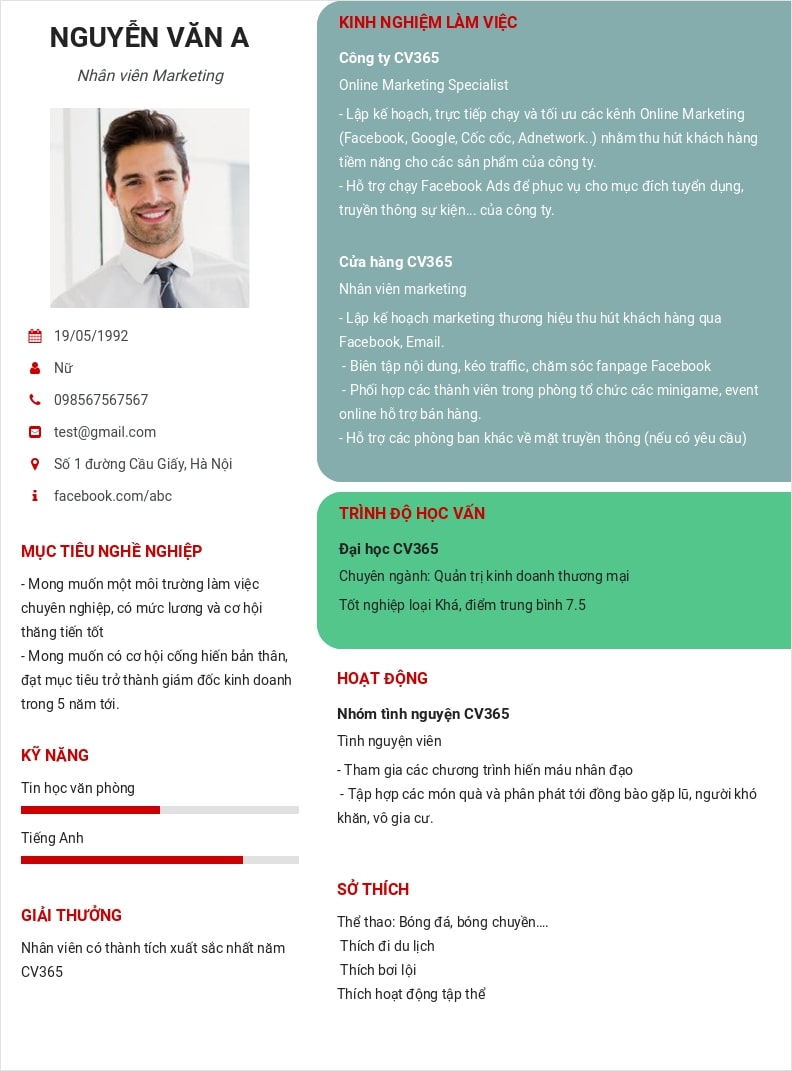 NGUYỄN VĂN A
Nhân viên Marketing
19/05/1992
Nữ
098567567567
test@gmail.com
Số 1 đường Cầu Giấy, Hà Nội
facebook.com/abc
MỤC TIÊU NGHỀ NGHIỆP
- Mong muốn một môi trường làm việc
chuyên nghiệp, có mức lương và cơ hội
thăng tiến tốt
- Mong muốn có cơ hội cống hiến bản thân,
đạt mục tiêu trở thành giám đốc kinh doanh
trong 5 năm tới.
KỸ NĂNG
Tin học văn phòng
Tiếng Anh
GIẢI THƯỞNG
Nhân viên có thành tích xuất sắc nhất năm
CV365
KINH NGHIỆM LÀM VIỆC
Công ty CV365
Online Marketing Specialist
- Lập kế hoạch, trực tiếp chạy và tối ưu các kênh Online Marketing
(Facebook, Google, Cốc cốc, Adnetwork..) nhằm thu hút khách hàng
tiềm năng cho các sản phẩm của công ty.
- Hỗ trợ chạy Facebook Ads để phục vụ cho mục đích tuyển dụng,
truyền thông sự kiện... của công ty.
Cửa hàng CV365
Nhân viên marketing
- Lập kế hoạch marketing thương hiệu thu hút khách hàng qua
Facebook, Email.
- Biên tập nội dung, kéo traffic, chăm sóc fanpage Facebook
- Phối hợp các thành viên trong phòng tổ chức các minigame, event
online hỗ trợ bán hàng.
- Hỗ trợ các phòng ban khác về mặt truyền thông (nếu có yêu cầu)
TRÌNH ĐỘ HỌC VẤN
Đại học CV365
Chuyên ngành: Quản trị kinh doanh thương mại
Tốt nghiệp loại Khá, điểm trung bình 7.5
HOẠT ĐỘNG
Nhóm tình nguyện CV365
Tình nguyện viên
- Tham gia các chương trình hiến máu nhân đạo
- Tập hợp các món quà và phân phát tới đồng bào gặp lũ, người khó
khăn, vô gia cư.
SỞ THÍCH
Thể thao: Bóng đá, bóng chuyền....
Thích đi du lịch
Thích bơi lội
Thích hoạt động tập thể